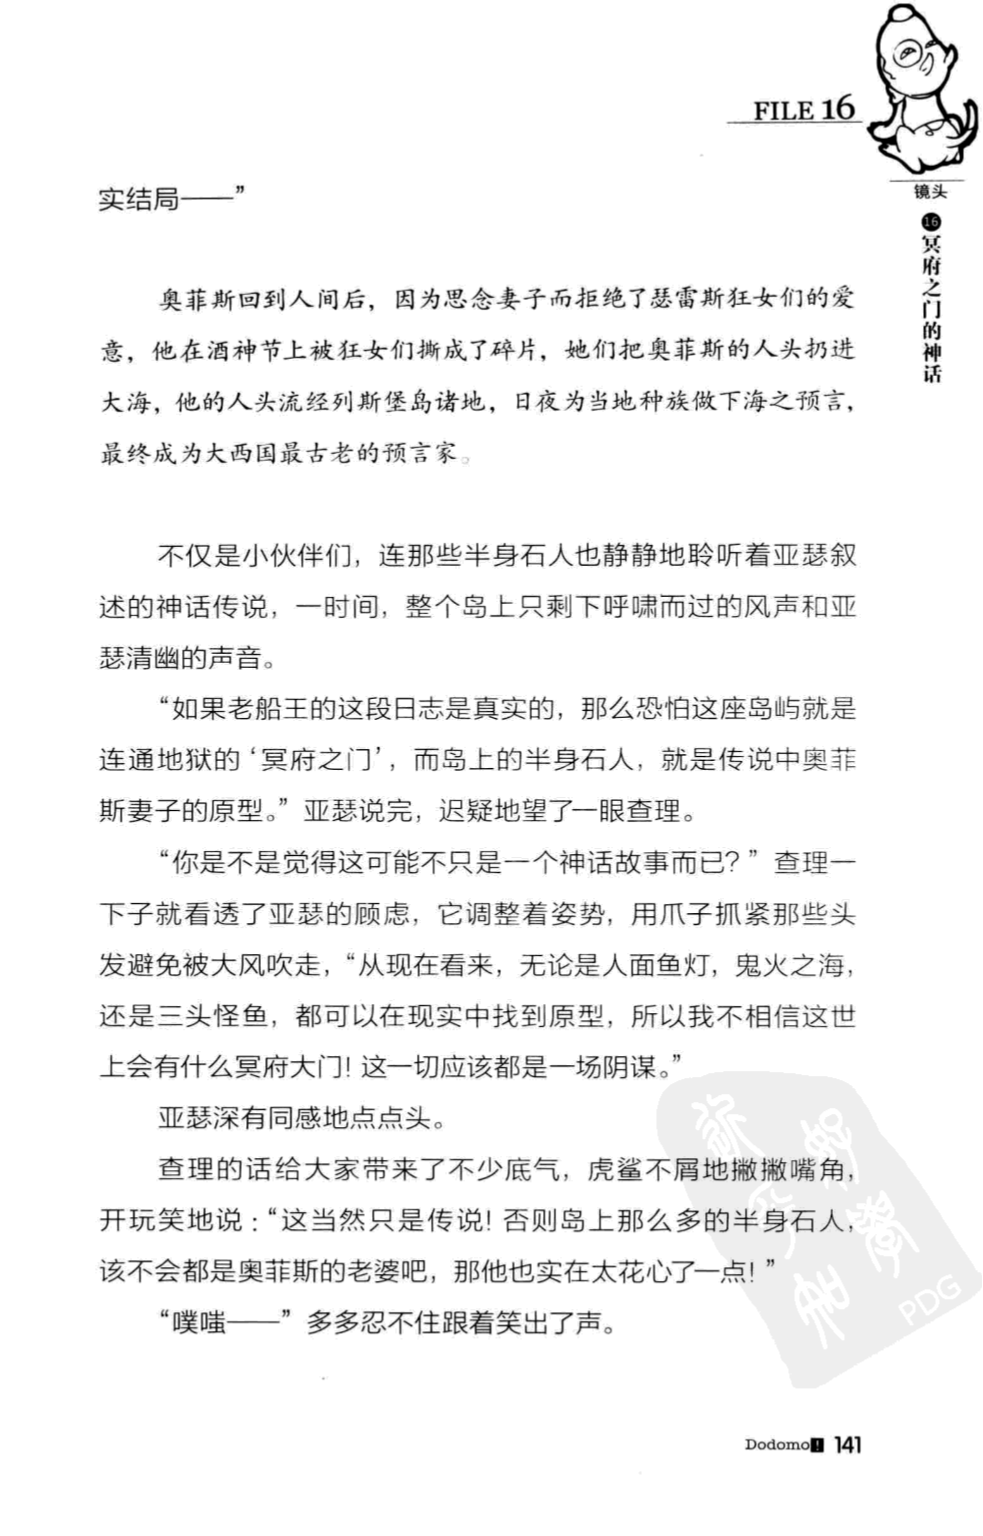 FILE 16
镜头
16
冥府之门的神话
实结局——”
奥菲斯回到人间后，因为思念妻子而拒绝了瑟雷斯狂女们的爱
意，他在酒神节上被狂女们撕成了碎片，她们把奥菲斯的人头扔进
大海，他的人头流经列斯堡岛诸地，日夜为当地种族做下海之预言，
最终成为大西国最古老的预言家。
不仅是小伙伴们，连那些半身石人也静静地聆听着亚瑟叙
述的神话传说，一时间，整个岛上只剩下呼啸而过的风声和亚
瑟清幽的声音。
“如果老船王的这段日志是真实的，那么恐怕这座岛屿就是
连通地狱的‘冥府之门’，而岛上的半身石人，就是传说中奥菲
斯妻子的原型。”亚瑟说完，迟疑地望了一眼查理。
“你是不是觉得这可能不只是一个神话故事而已？”查理一
下子就看透了亚瑟的顾虑，它调整着姿势，用爪子抓紧那些头
发避免被大风吹走，“从现在看来，无论是人面鱼灯，鬼火之海，
还是三头怪鱼，都可以在现实中找到原型，所以我不相信这世
上会有什么冥府大门！这一切应该都是一场阴谋。”
亚瑟深有同感地点点头。
查理的话给大家带来了不少底气，虎鲨不屑地撇撇嘴角，
开玩笑地说：“这当然只是传说！否则岛上那么多的半身石人，
该不会都是奥菲斯的老婆吧，那他也实在太花心了一点！”
“噗嗤——”多多忍不住跟着笑出了声。
PDG
Dodomo! 141